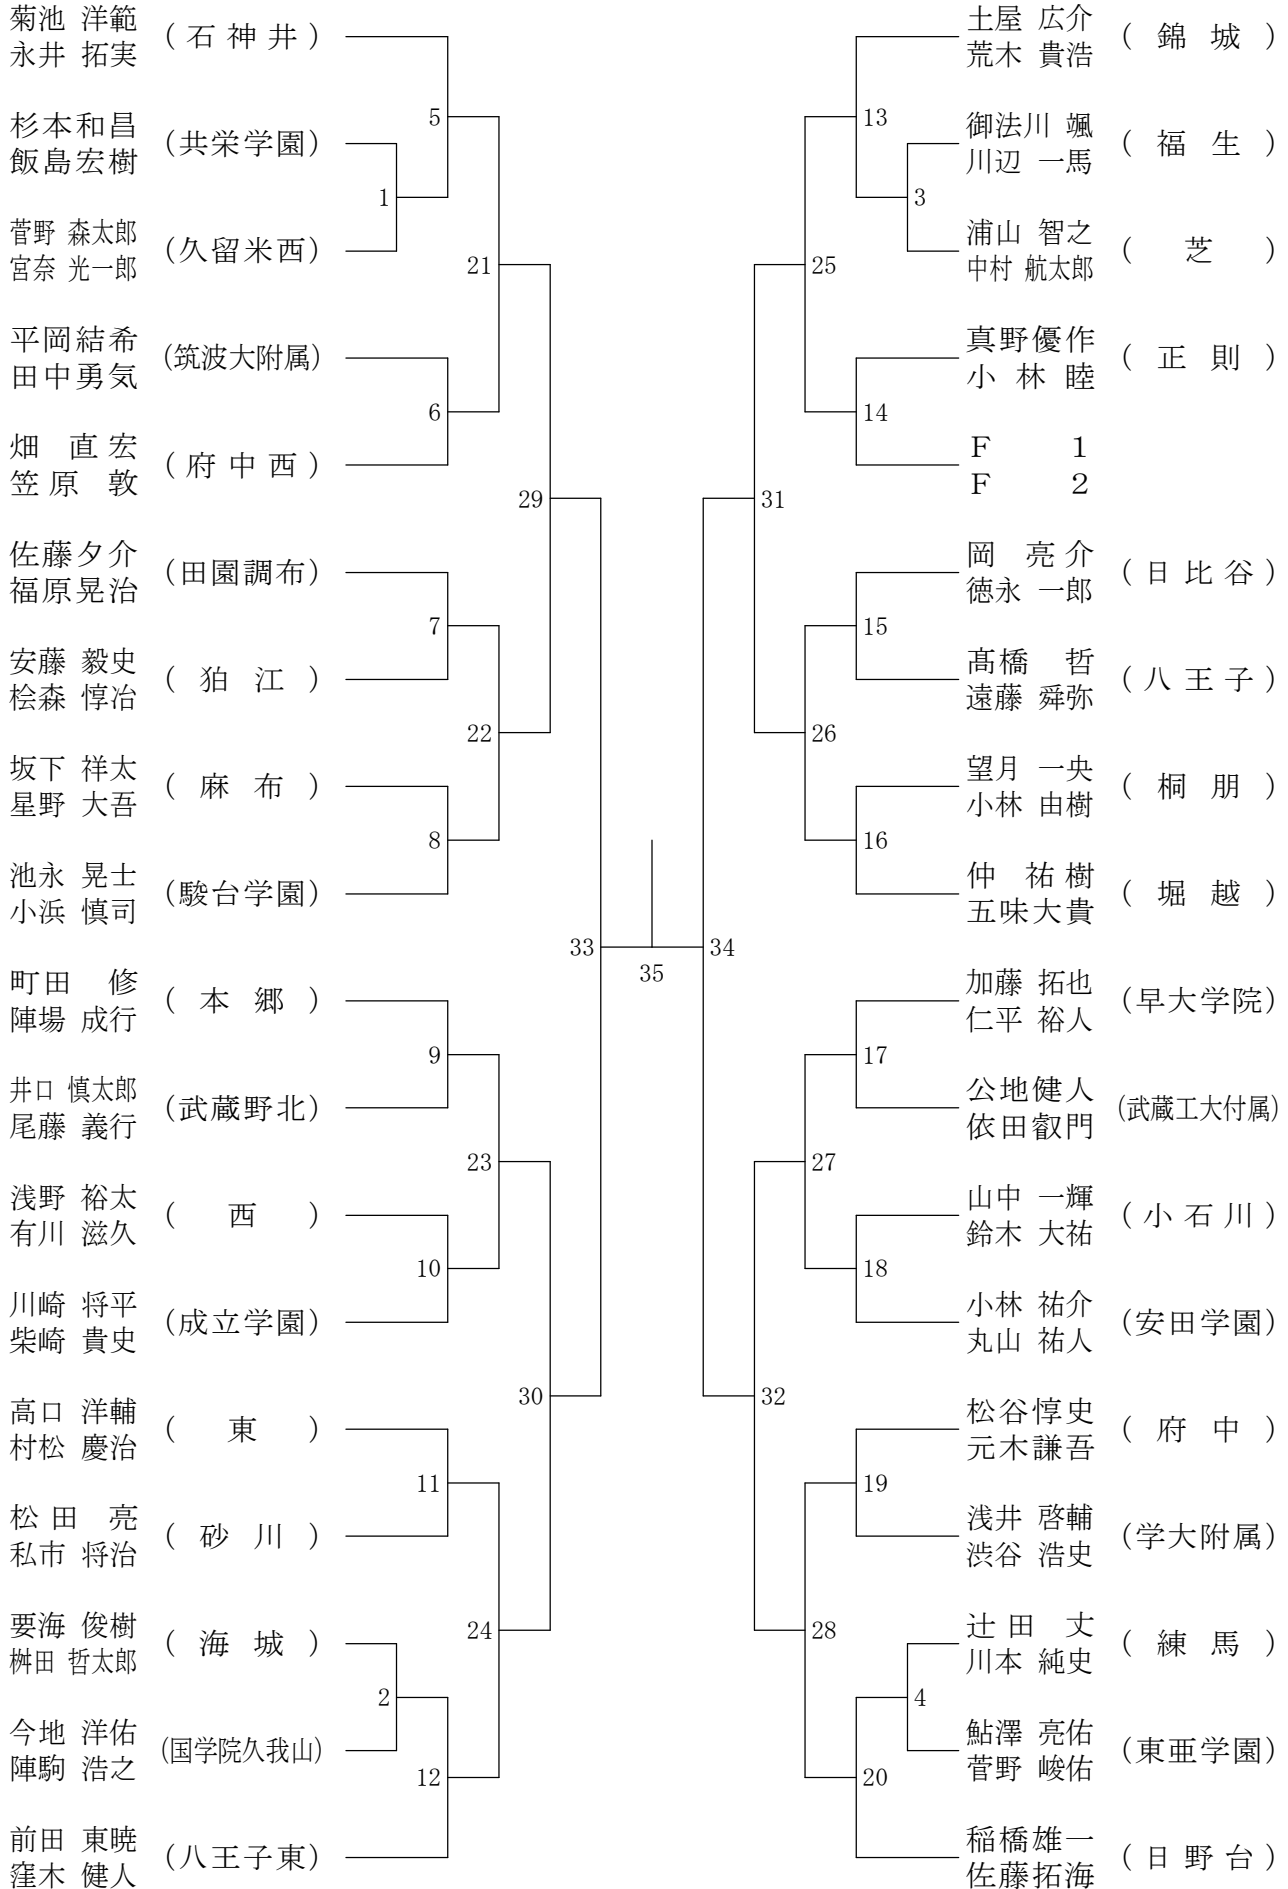 菊池 洋範
永井 拓実
(石神井)
杉本和昌
飯島宏樹
(共栄学園)
菅野 森太郎
宮奈 光一郎
(久留米西)
平岡結希
田中勇気
(筑波大附属)
畑 直宏
笠原 敦
(府中西)
佐藤夕介
福原晃治
(田園調布)
安藤 毅史
桧森 惇冶
(狛江)
坂下 祥太
星野 大吾
(麻布)
池永 晃士
小浜 慎司
(駿台学園)
町田 修
陣場 成行
(本郷)
井口 慎太郎
尾藤 義行
(武蔵野北)
浅野 裕太
有川 滋久
(西)
川崎 将平
柴崎 貴史
(成立学園)
高口 洋輔
村松 慶治
(東)
松田 亮
私市 将治
(砂川)
要海 俊樹
桝田 哲太郎
(海城)
今地 洋佑
陣駒 浩之
(国学院久我山)
前田 東暁
窪木 健人
(八王子東)
1
2
5
6
7
8
9
10
11
12
21
22
23
24
29
30
33
35
34
31
32
25
26
27
28
13
14
15
16
17
18
19
20
3
4
土屋 広介
荒木 貴浩
(錦城)
御法川 颯
川辺 一馬
(福生)
浦山 智之
中村 航太郎
(芝)
真野優作
小林 睦
(正則)
F 1
F 2
岡 亮介
徳永 一郎
(日比谷)
髙橋 哲
遠藤 舜弥
(八王子)
望月 一央
小林 由樹
(桐朋)
仲 祐樹
五味大貴
(堀越)
加藤 拓也
仁平 裕人
(早大学院)
公地健人
依田叡門
(武蔵工大付属)
山中 一輝
鈴木 大祐
(小石川)
小林 祐介
丸山 祐人
(安田学園)
松谷惇史
元木謙吾
(府中)
浅井 啓輔
渋谷 浩史
(学大附属)
辻田 丈
川本 純史
(練馬)
鮎澤 亮佑
菅野 峻佑
(東亜学園)
稲橋雄一
佐藤拓海
(日野台)